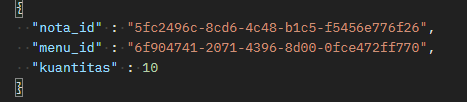 {
"nota_id" : "5fc2496c-8cd6-4c48-b1c5-f5456e776f26",
"menu_id" : "6f904741-2071-4396-8d00-0fce472ff770",
"kuantitas" : 10
}